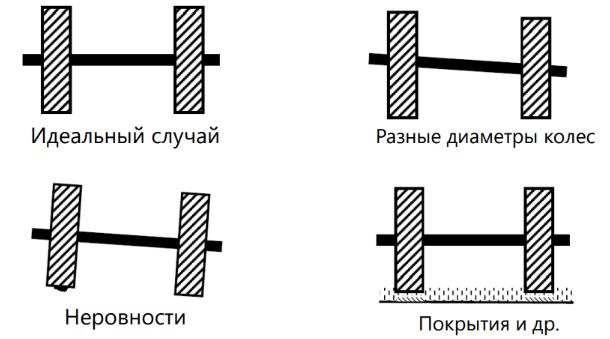 Идеальный случай
Разные диаметры колес
Неровности
Покрытия и др.